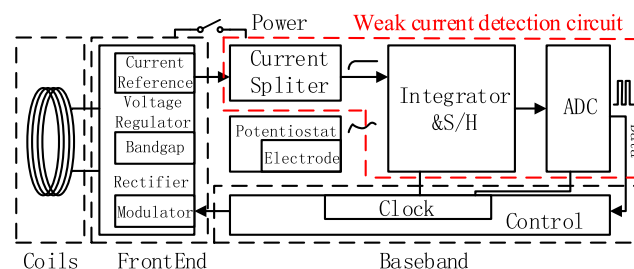 Power
Weak current detection circuit
Current
Reference
Voltage
Regulator
Bandgap
Rectifier
Modulator
Current
Spliter
Potentiostat
Electrode
Integrator
&S/H
ADC
Clock
Control
Coils
FrontEnd
Baseband